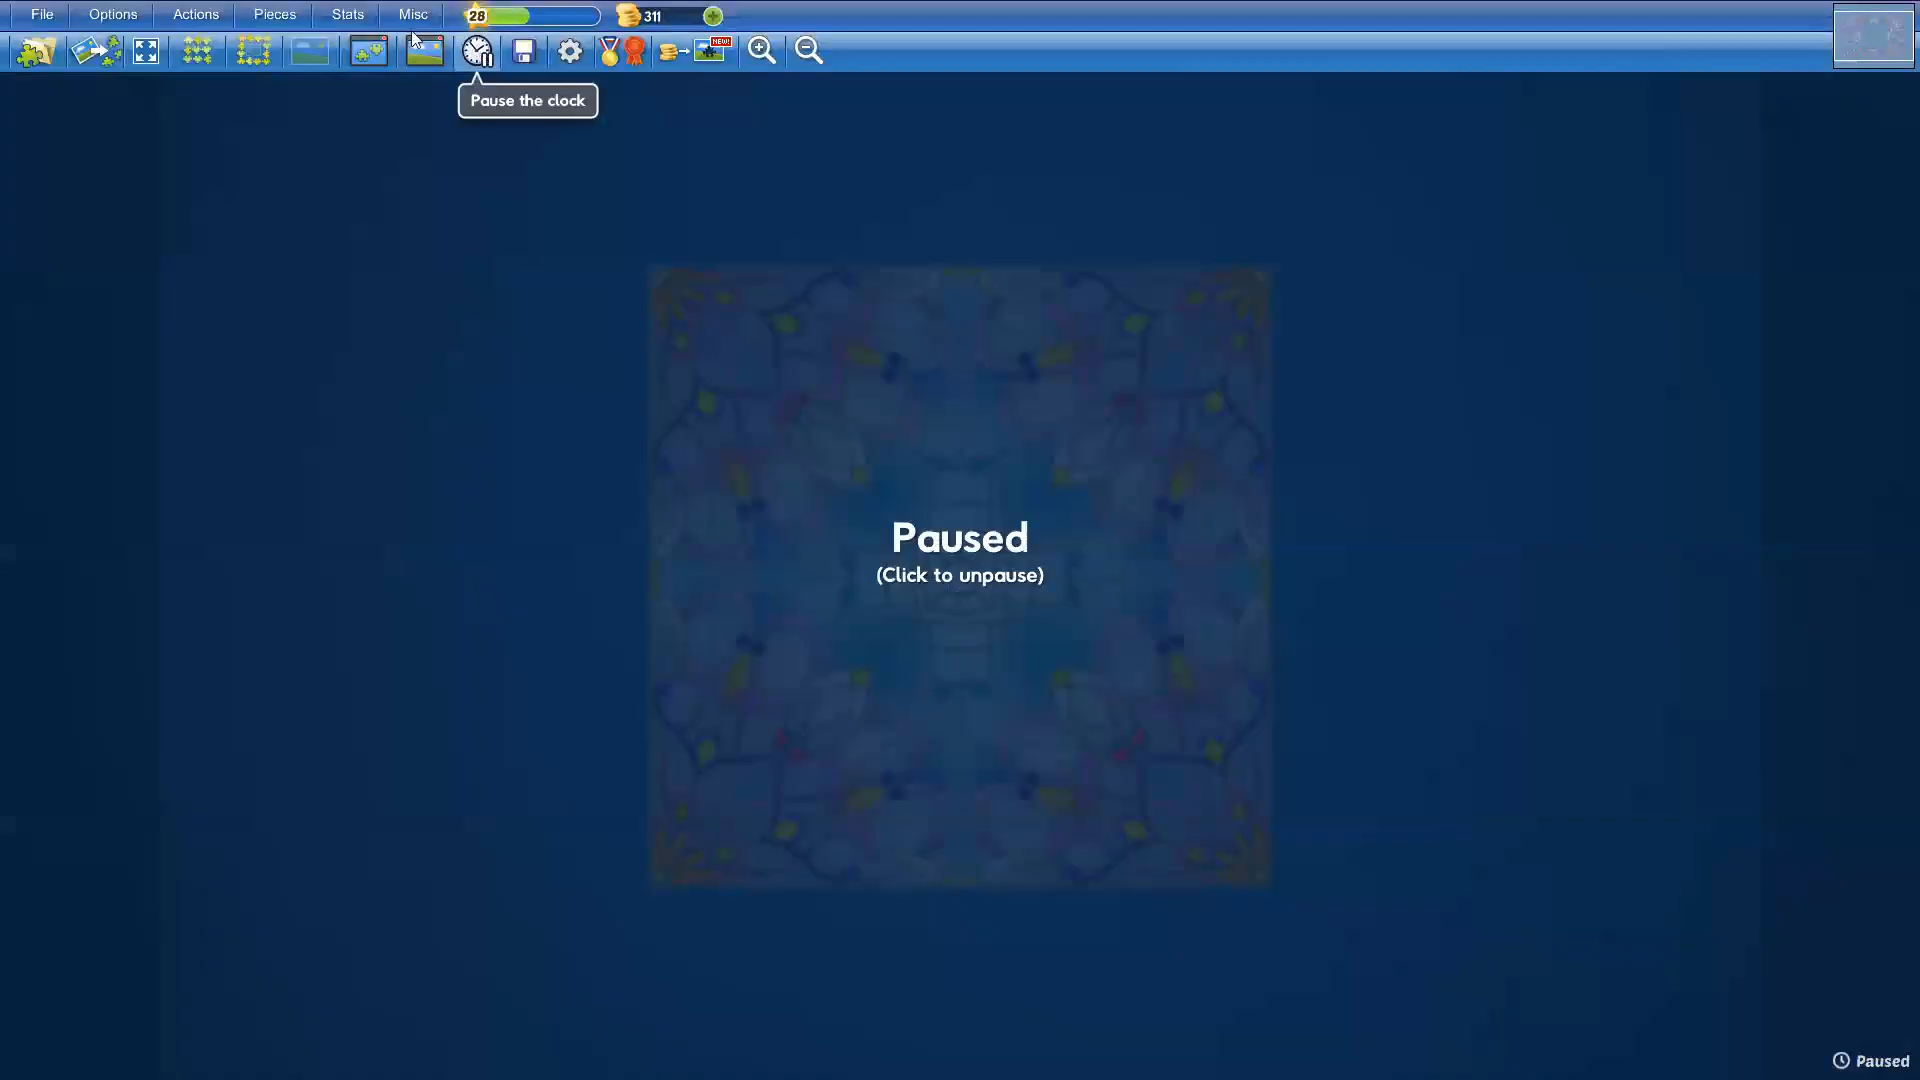 File Options Actions Pieces Stats Misc 28 311
NEW!
Pause the clock
Paused
(Click to unpause)
Paused